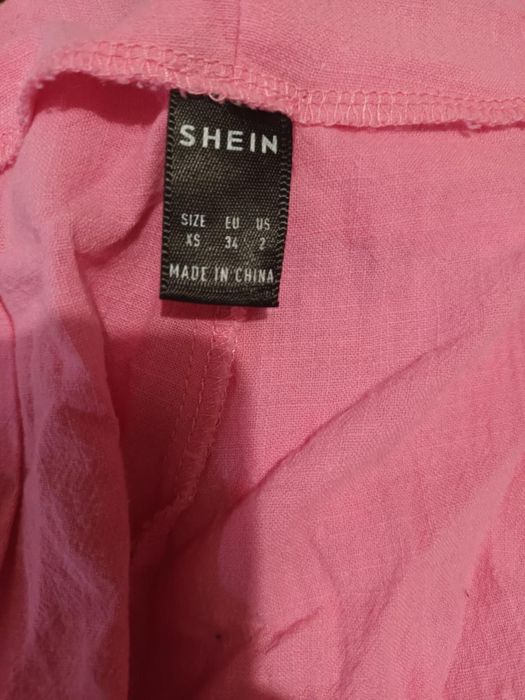 SHEIN
SIZE EU US
XS 34 2
MADE IN CHINA